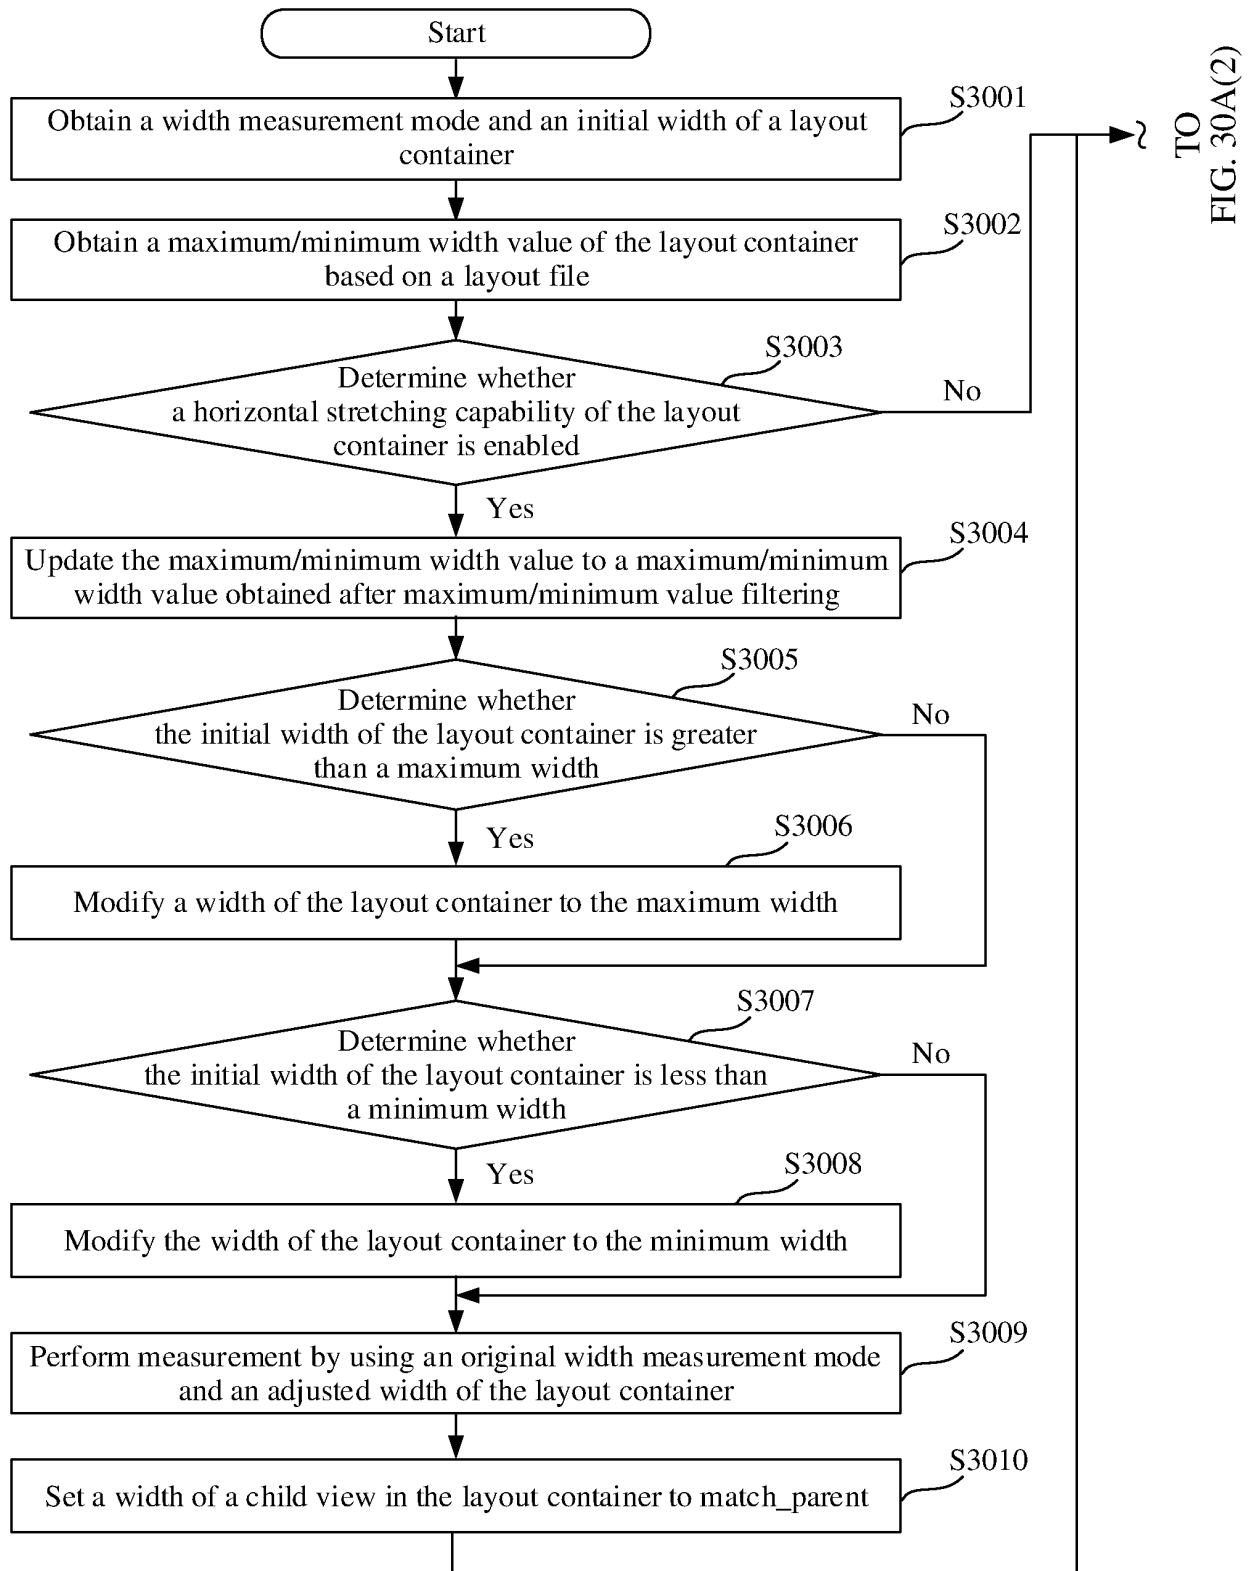 Start
S3001
Obtain a width measurement mode and an initial width of a layout
container
TO
FIG. 30A(2)
S3002
Obtain a maximum/minimum width value of the layout container
based on a layout file
S3003
Determine whether
a horizontal stretching capability of the layout
container is enabled
No
Yes
S3004
Update the maximum/minimum width value to a maximum/minimum
width value obtained after maximum/minimum value filtering
S3005
Determine whether
the initial width of the layout container is greater
than a maximum width
No
Yes
S3006
Modify a width of the layout container to the maximum width
S3007
Determine whether
the initial width of the layout container is less than
a minimum width
No
Yes
S3008
Modify the width of the layout container to the minimum width
S3009
Perform measurement by using an original width measurement mode
and an adjusted width of the layout container
S3010
Set a width of a child view in the layout container to match_parent